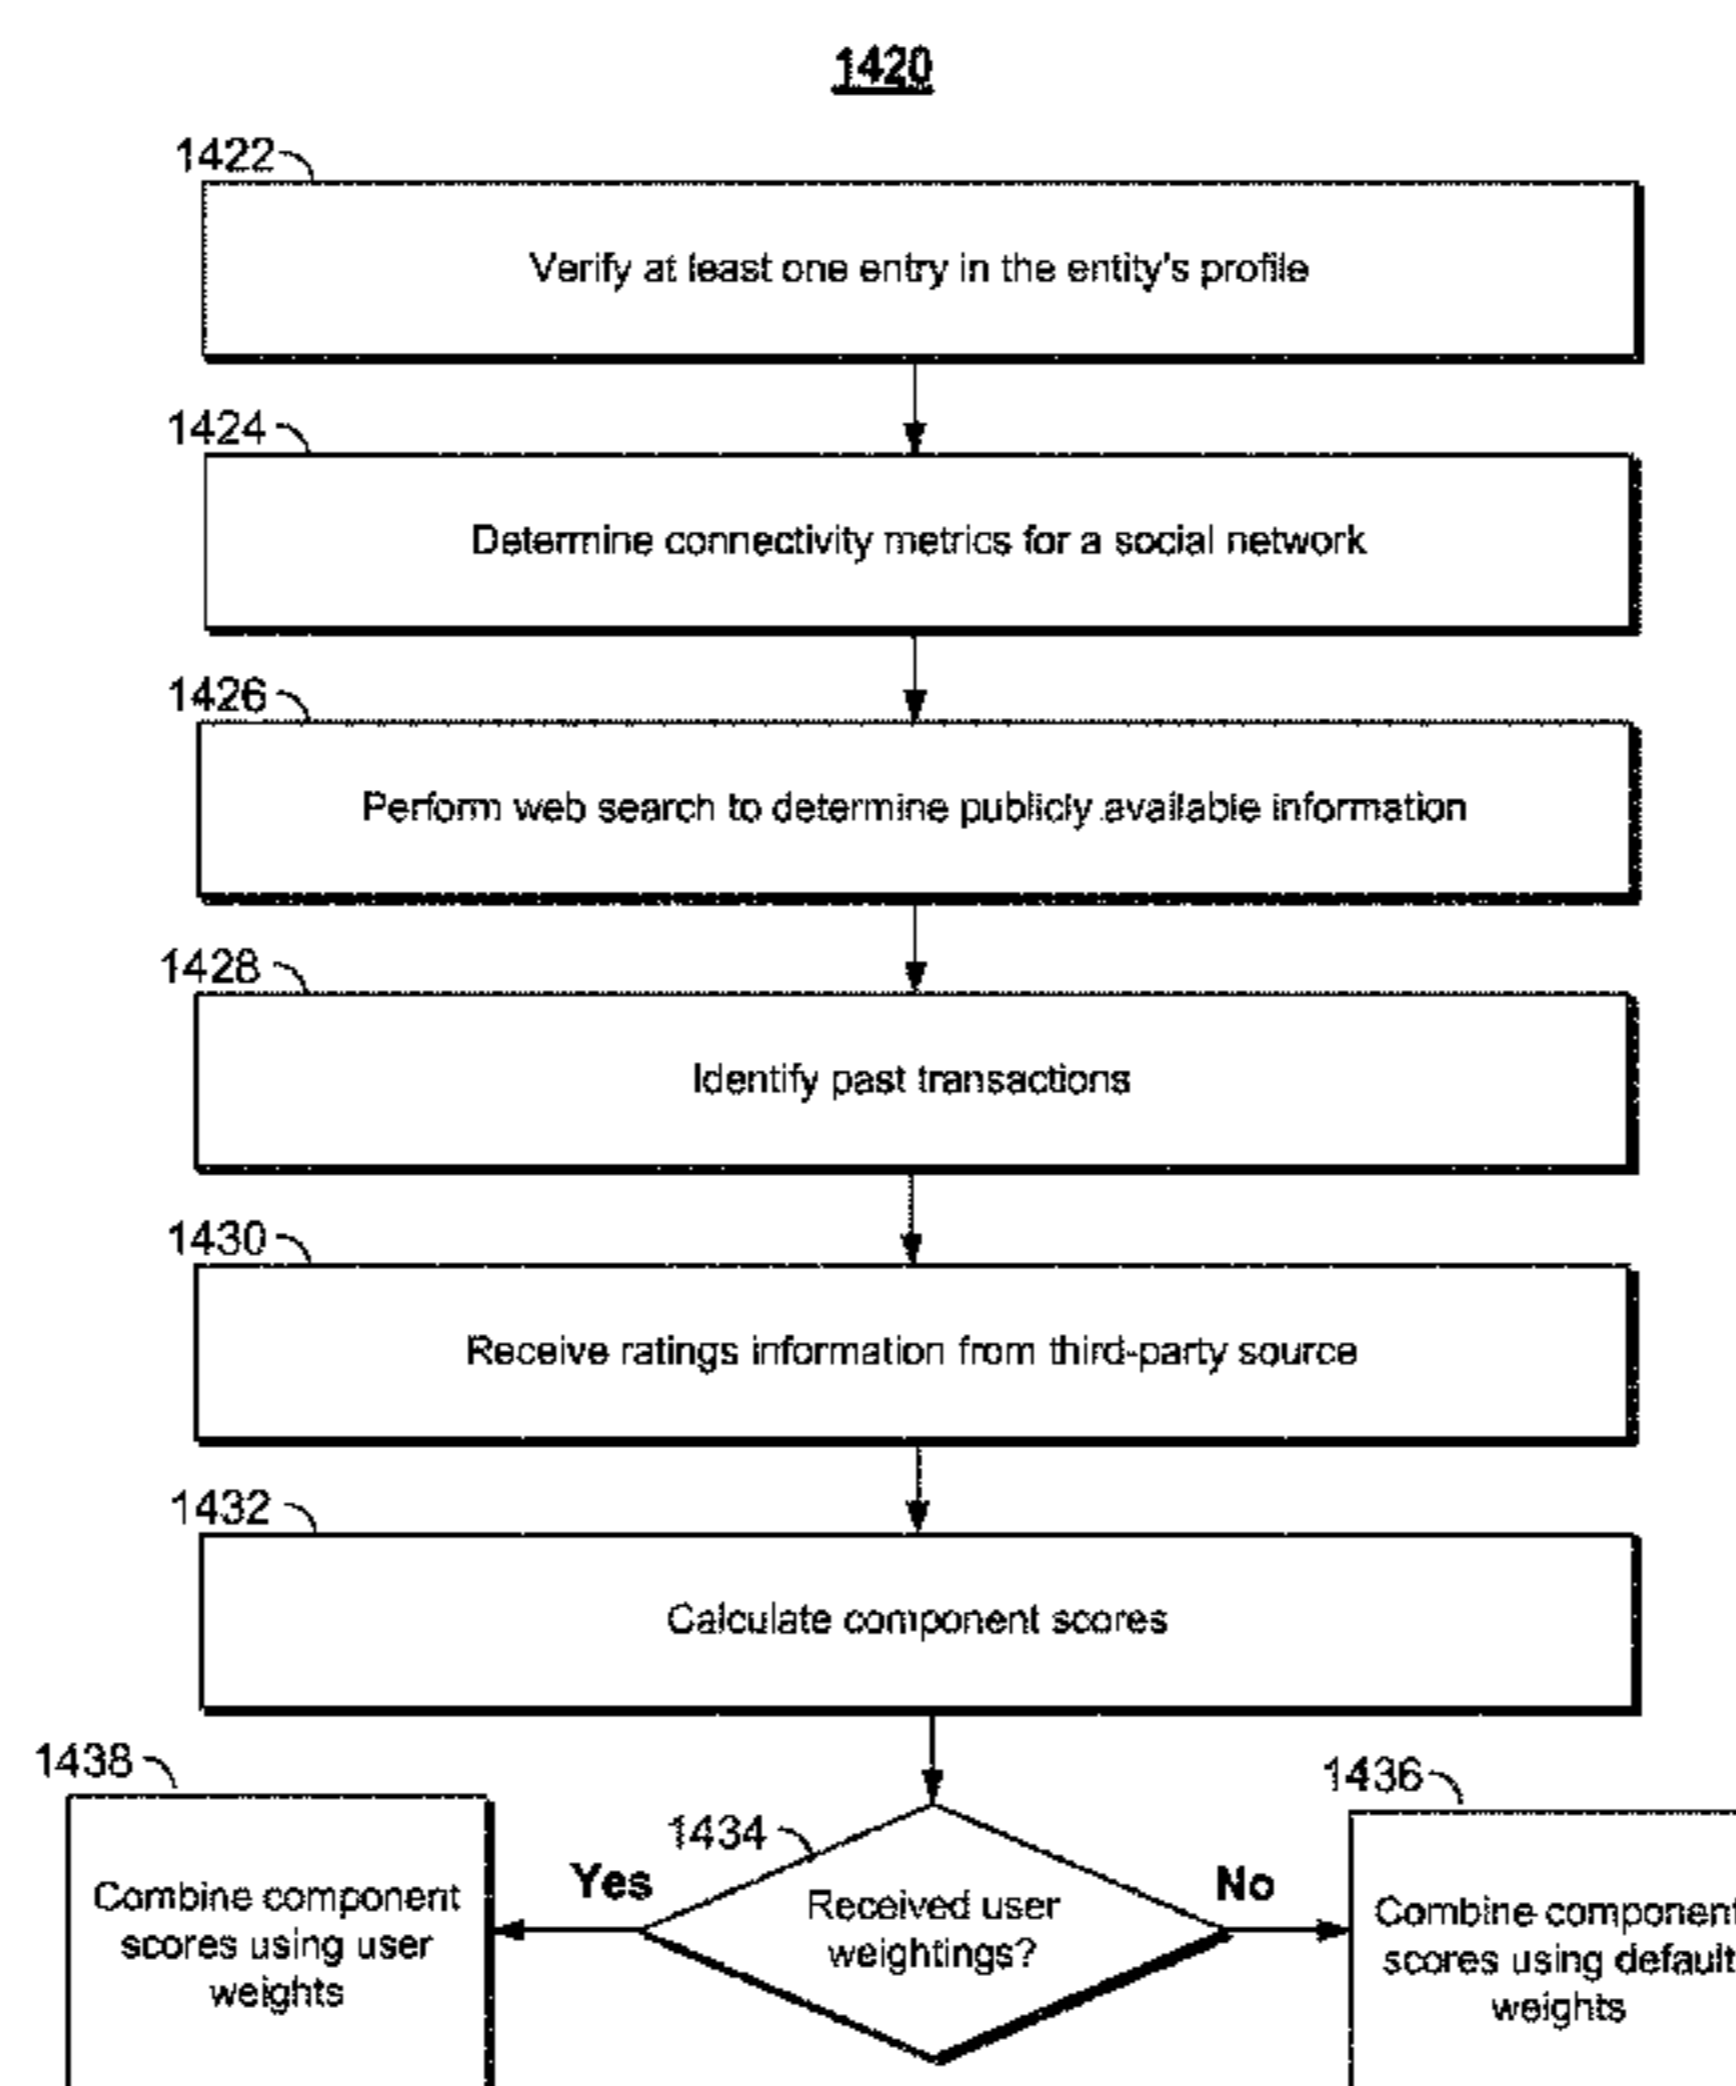 1420
1422
Verify at least one entry in the entity's profile
1424
Determine connectivity metrics for a social network
1426
Perform web search to determine publicly available information
1428
Identify past transactions
1430
Receive ratings information from third-party source
1432
Calculate component scores
1438
1436
1434
Yes
No
Combine component
scores using user
weights
Received user
weightings?
Combine component
scores using default
weights